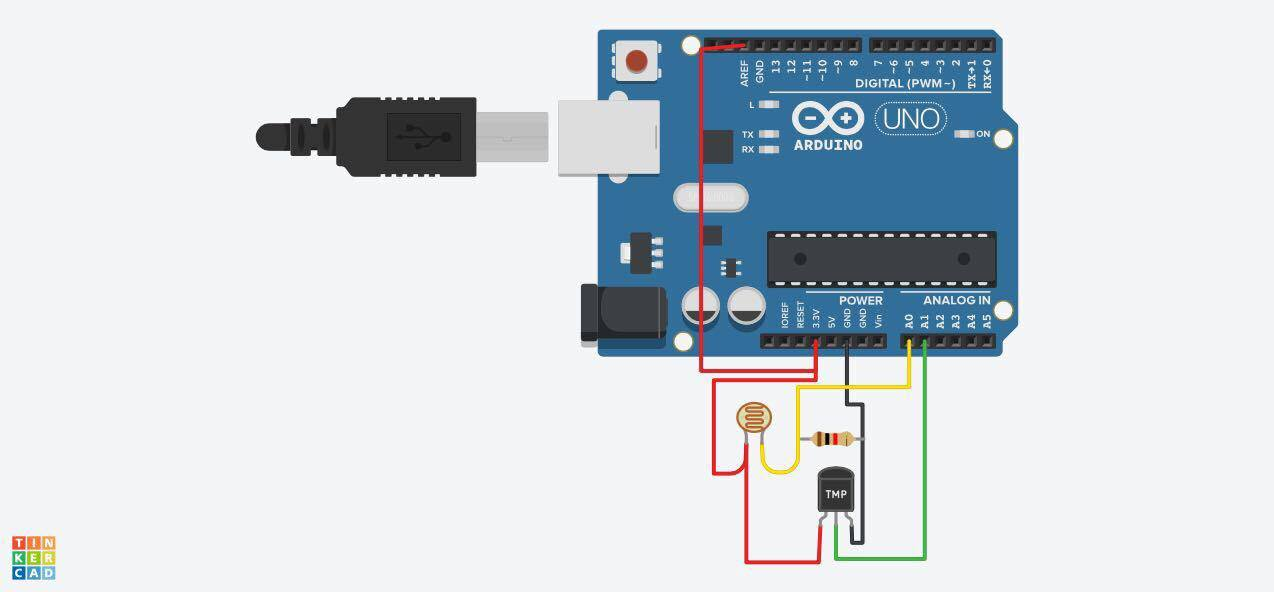 AREF
GND
13
12
~11
~10
~9
8
7
~6
~5
4
~3
2
TX→1
RX←0
DIGITAL (PWM~)
L
TX
RX
UNO
ARDUINO
ON
POWER
ANALOG IN
IOREF
RESET
3.3V
5V
GND
GND
Vin
A0
A1
A2
A3
A4
A5
TMP
TIN
KER
CAD